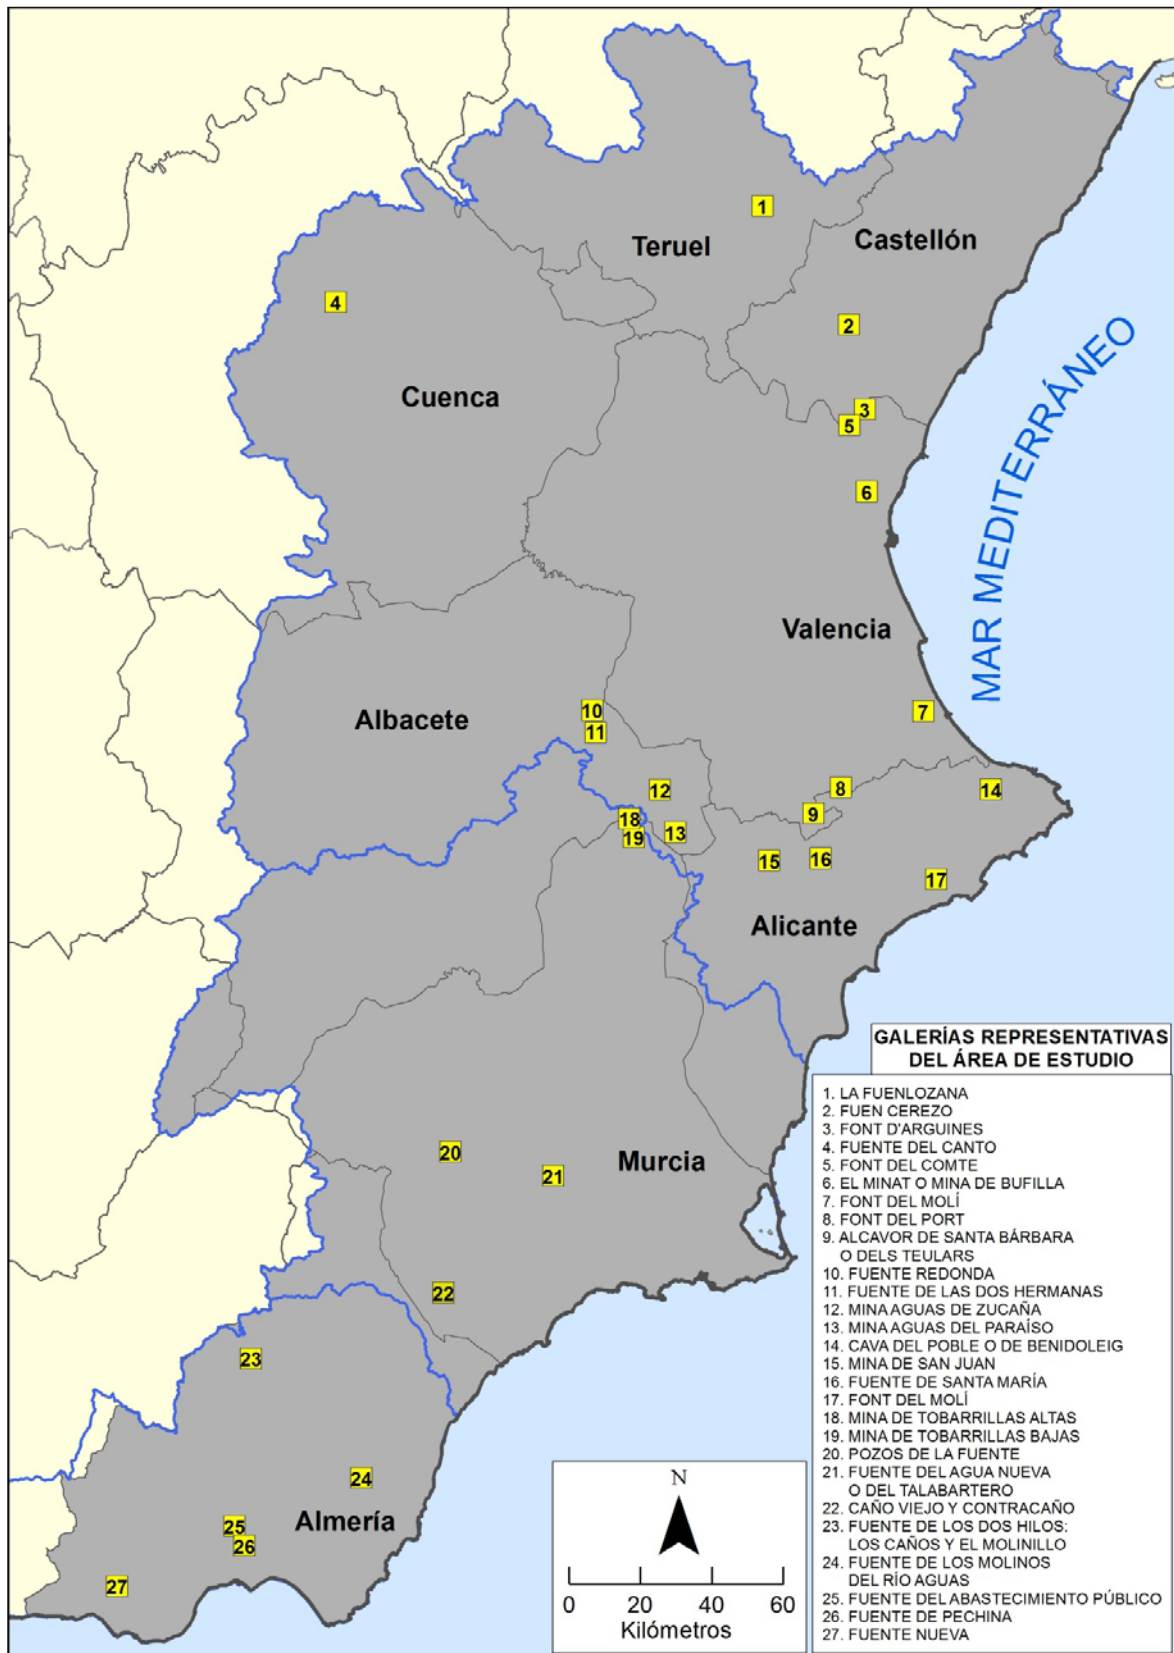 1
Teruel
Castellón
4
2
MAR MEDITERRÁNEO
Cuenca
3
5
6
Valencia
Albacete
10
7
11
12
8
14
9
18
13
19
15
16
17
Alicante
GALERÍAS REPRESENTATIVAS
DEL ÁREA DE ESTUDIO
1. LA FUENLOZANA
2. FUEN CEREZO
3. FONT D'ARGUINES
4. FUENTE DEL CANTO
5. FONT DEL COMTE
6. EL MINAT O MINA DE BUFILLA
7. FONT DEL MOLÍ
8. FONT DEL PORT
9. ALCAVOR DE SANTA BÁRBARA
O DELS TEULARS
10. FUENTE REDONDA
11. FUENTE DE LAS DOS HERMANAS
12. MINA AGUAS DE ZUCAÑA
13. MINA AGUAS DEL PARAÍSO
14. CAVA DEL POBLE O DE BENIDOLEIG
15. MINA DE SAN JUAN
16. FUENTE DE SANTA MARÍA
17. FONT DEL MOLÍ
18. MINA DE TOBARRILLAS ALTAS
19. MINA DE TOBARRILLAS BAJAS
20. POZOS DE LA FUENTE
21. FUENTE DEL AGUA NUEVA
O DEL TALABARTERO
22. CAÑO VIEJO Y CONTRACAÑO
23. FUENTE DE LOS DOS HILOS:
LOS CAÑOS Y EL MOLINILLO
24. FUENTE DE LOS MOLINOS
DEL RÍO AGUAS
25. FUENTE DEL ABASTECIMIENTO PÚBLICO
26. FUENTE DE PECHINA
27. FUENTE NUEVA
20
Murcia
21
22
23
24
Almería
25
26
27
N
0 20 40 60
Kilómetros